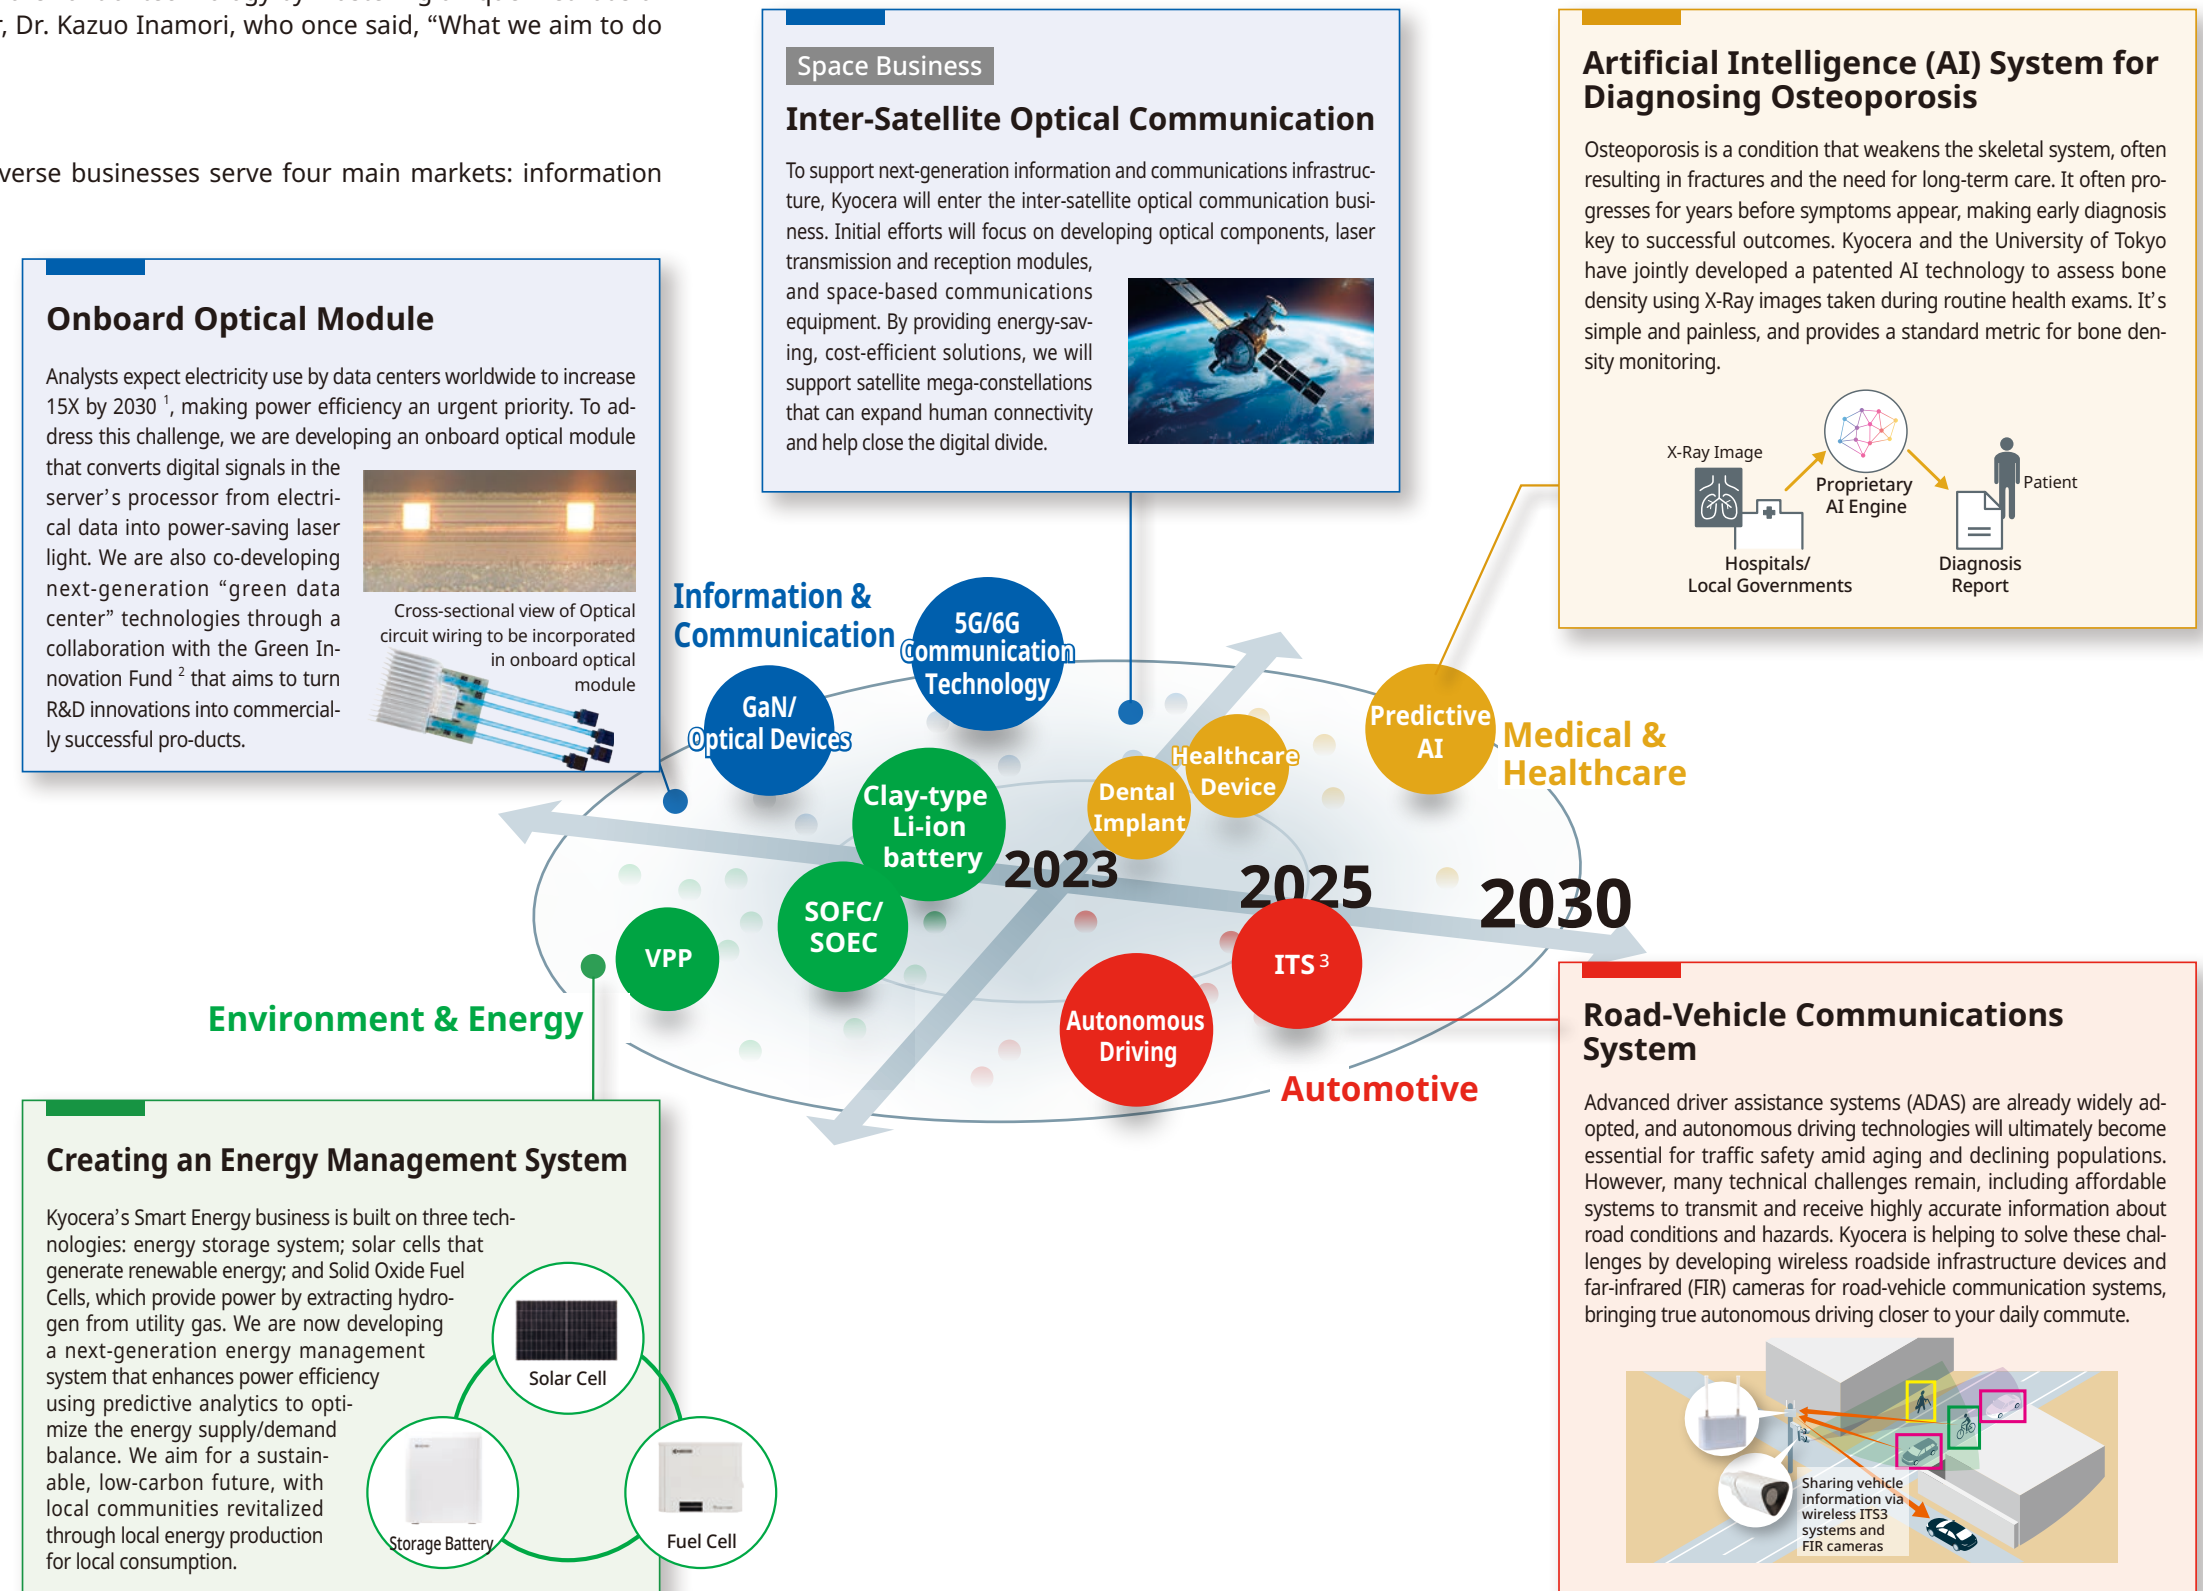 , Dr. Kazuo Inamori, who once said, “What we aim to do
verse businesses serve four main markets: information
Onboard Optical Module
Analysts expect electricity use by data centers worldwide to increase
15X by 2030 1, making power efficiency an urgent priority. To ad-
dress this challenge, we are developing an onboard optical module
that converts digital signals in the
server’s processor from electri-
cal data into power-saving laser
light. We are also co-developing
next-generation “green data
center” technologies through a
collaboration with the Green In-
novation Fund 2 that aims to turn
R&D innovations into commercial-
ly successful pro-ducts.
Cross-sectional view of Optical
circuit wiring to be incorporated
in onboard optical
module
Space Business
Inter-Satellite Optical Communication
To support next-generation information and communications infrastruc-
ture, Kyocera will enter the inter-satellite optical communication busi-
ness. Initial efforts will focus on developing optical components, laser
transmission and reception modules,
and space-based communications
equipment. By providing energy-sav-
ing, cost-efficient solutions, we will
support satellite mega-constellations
that can expand human connectivity
and help close the digital divide.
Artificial Intelligence (AI) System for
Diagnosing Osteoporosis
Osteoporosis is a condition that weakens the skeletal system, often
resulting in fractures and the need for long-term care. It often pro-
gresses for years before symptoms appear, making early diagnosis
key to successful outcomes. Kyocera and the University of Tokyo
have jointly developed a patented AI technology to assess bone
density using X-Ray images taken during routine health exams. It’s
simple and painless, and provides a standard metric for bone den-
sity monitoring.
X-Ray Image
Proprietary
AI Engine
Patient
Hospitals/
Local Governments
Diagnosis
Report
Information &
Communication
5G/6G
Communication
Technology
GaN/
Optical Devices
Clay-type
Li-ion
battery
SOFC/
SOEC
VPP
Environment & Energy
Dental
Implant
Healthcare
Device
Predictive
AI
Medical &
Healthcare
2023
2025
2030
ITS 3
Autonomous
Driving
Automotive
Creating an Energy Management System
Kyocera’s Smart Energy business is built on three tech-
nologies: energy storage system; solar cells that
generate renewable energy; and Solid Oxide Fuel
Cells, which provide power by extracting hydro-
gen from utility gas. We are now developing
a next-generation energy management
system that enhances power efficiency
using predictive analytics to opti-
mize the energy supply/demand
balance. We aim for a sustain-
able, low-carbon future, with
local communities revitalized
through local energy production
for local consumption.
Solar Cell
Storage Battery
Fuel Cell
Road-Vehicle Communications
System
Advanced driver assistance systems (ADAS) are already widely ad-
opted, and autonomous driving technologies will ultimately become
essential for traffic safety amid aging and declining populations.
However, many technical challenges remain, including affordable
systems to transmit and receive highly accurate information about
road conditions and hazards. Kyocera is helping to solve these chal-
lenges by developing wireless roadside infrastructure devices and
far-infrared (FIR) cameras for road-vehicle communication systems,
bringing true autonomous driving closer to your daily commute.
Sharing vehicle
information via
wireless ITS3
systems and
FIR cameras